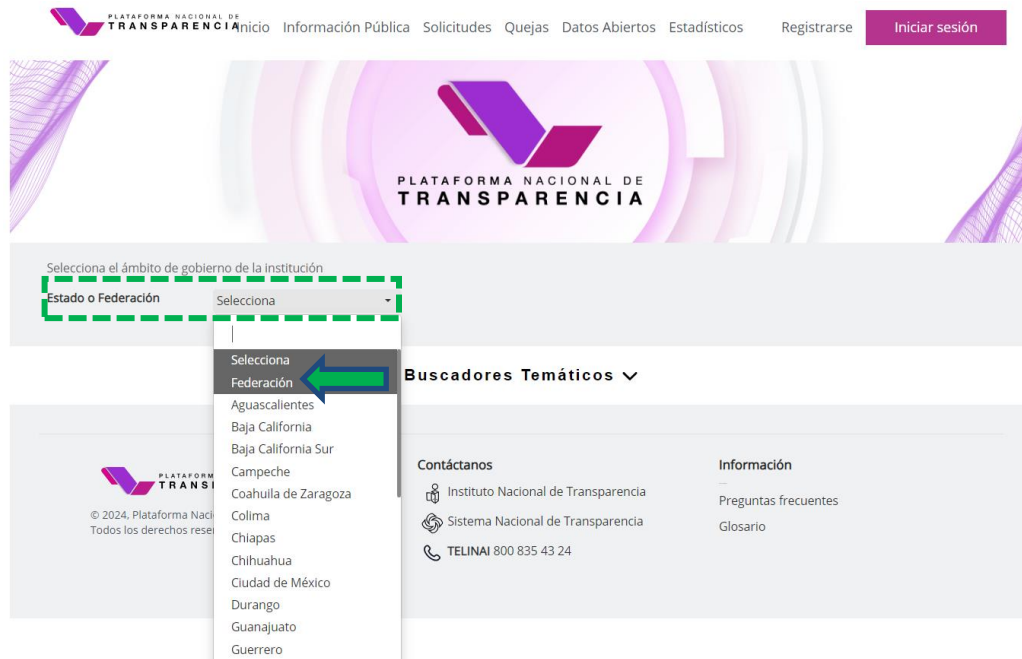 PLATAFORMA NACIONAL DE
TRANSPARENCIA
Inicio Información Pública Solicitudes Quejas Datos Abiertos Estadísticos Registrarse Iniciar sesión
PLATAFORMA NACIONAL DE
TRANSPARENCIA
Selecciona el ámbito de gobierno de la institución
Estado o Federación Selecciona
Selecciona
Federación
Buscadores Temáticos
Aguascalientes
Baja California
Baja California Sur
Campeche
Coahuila de Zaragoza
Colima
Chiapas
Chihuahua
Ciudad de México
Durango
Guanajuato
Guerrero
© 2024, Plataforma
Todos los derechos
Contáctanos
Instituto Nacional de Transparencia
Sistema Nacional de Transparencia
TELINAI 800 835 43 24
Información
Preguntas frecuentes
Glosario